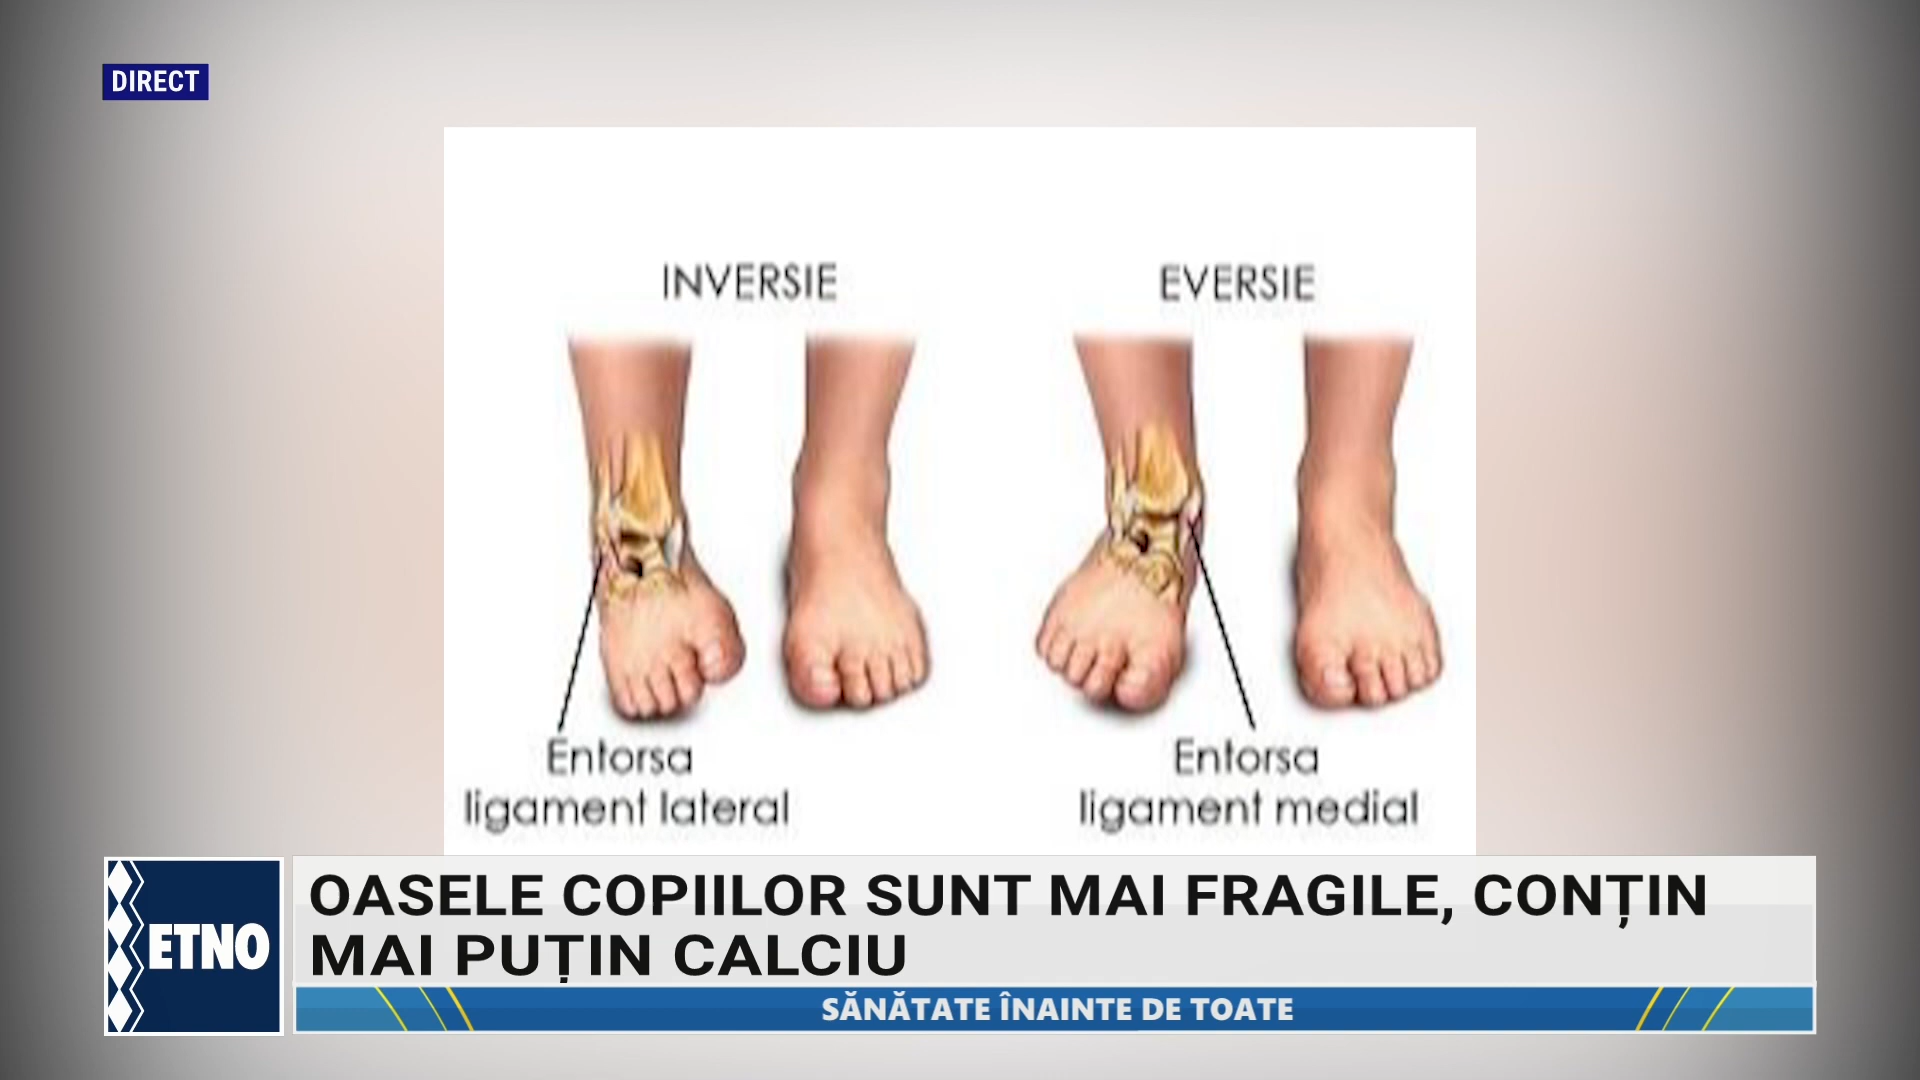 DIRECT
INVERSIE
EVERSIE
Entorsa
ligament lateral
Entorsa
ligament medial
ETNO
OASELE COPIILOR SUNT MAI FRAGILE, CONȚIN
MAI PUȚIN CALCIU
SĂNĂTATE ÎNAINTE DE TOATE